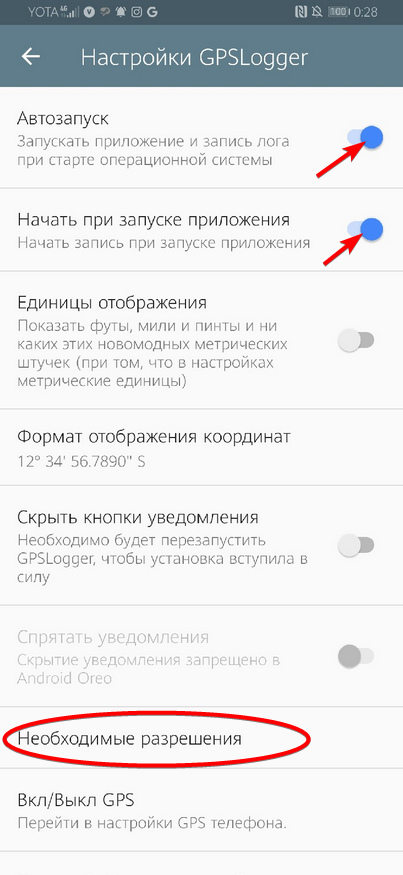 YOTA 4G 100 0:28
Настройки GPSLogger
Автозапуск
Запускать приложение и запись лога
при старте операционной системы
Начать при запуске приложения
Начать запись при запуске приложения
Единицы отображения
Показать футы, мили и пинты и ни
каких этих новомодных метрических
штучек (при том, что в настройках
метрические единицы)
Формат отображения координат
12° 34' 56.7890" S
Скрыть кнопки уведомления
Необходимо будет перезапустить
GPSLogger, чтобы установка вступила в
силу
Спрятать уведомления
Скрытие уведомления запрещено в
Android Oreo
Необходимые разрешения
Вкл/Выкл GPS
Перейти в настройки GPS телефона.